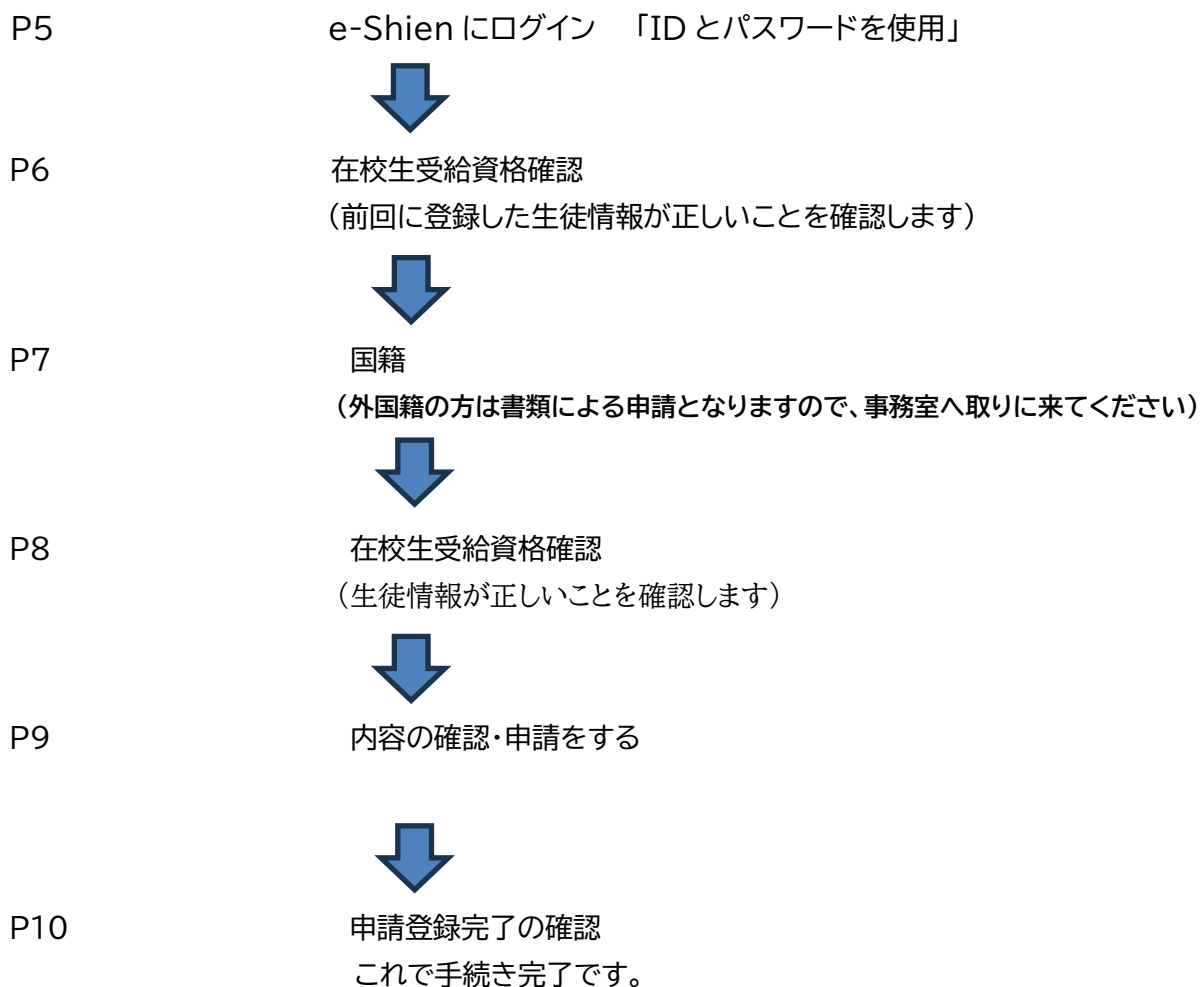 P5 e-Shienにログイン 「IDとパスワードを使用」
P6 在校生受給資格確認
（前回に登録した生徒情報が正しいことを確認します）
P7 国籍
（外国籍の方は書類による申請となりますので、事務室へ取りに来てください）
P8 在校生受給資格確認
（生徒情報が正しいことを確認します）
P9 内容の確認・申請をする
P10 申請登録完了の確認
これで手続き完了です。